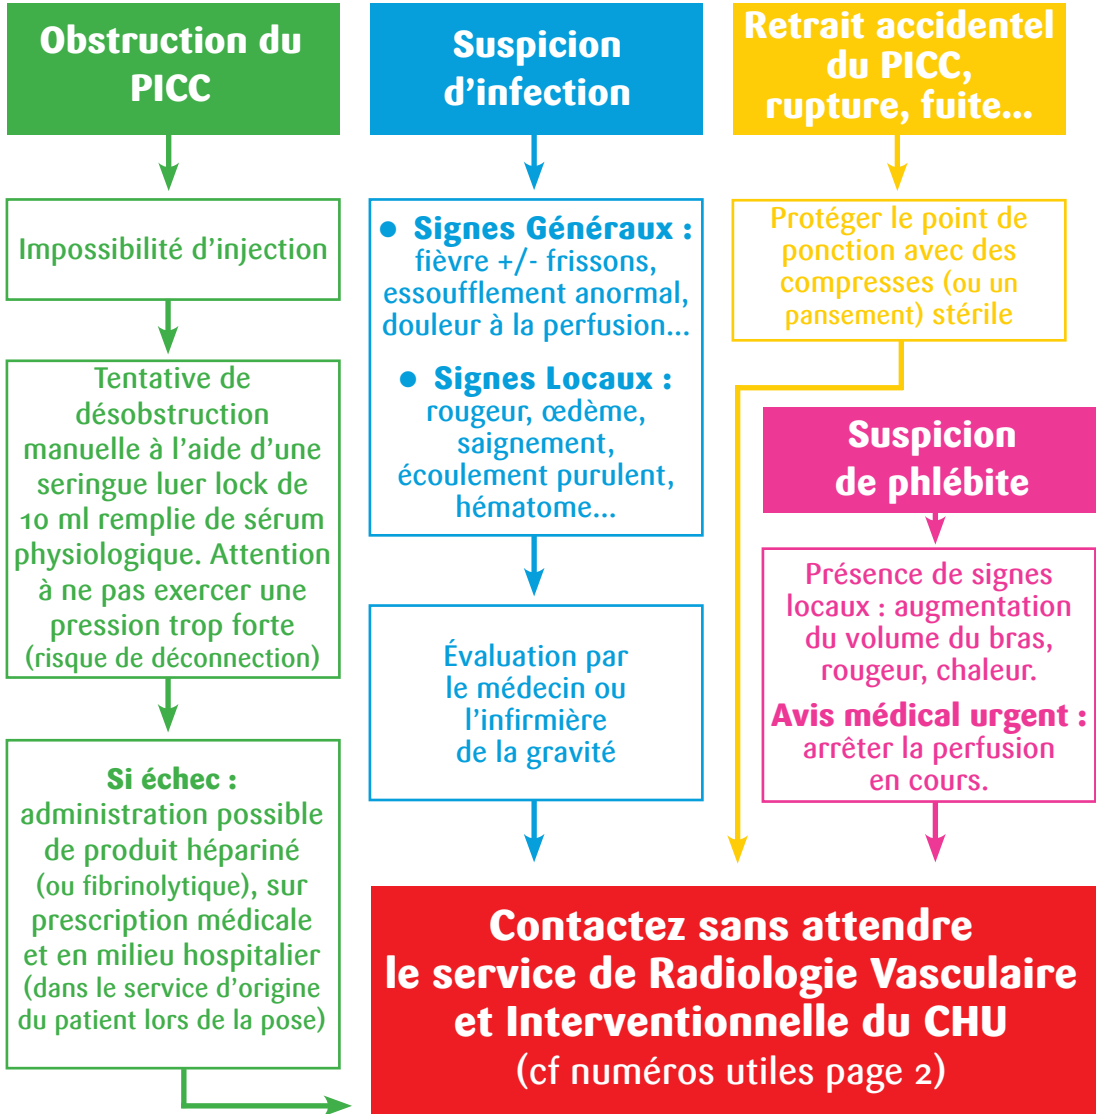 Obstruction du
PICC
Impossibilité d'injection
Tentative de
désobstruction
manuelle à l'aide d'une
seringue luer lock de
10 ml remplie de sérum
physiologique. Attention
à ne pas exercer une
pression trop forte
(risque de déconnection)
Si échec :
administration possible
de produit hépariné
(ou fibrinolytique), sur
prescription médicale
et en milieu hospitalier
(dans le service d'origine
du patient lors de la pose)
Suspicion
d'infection
● Signes Généraux :
fièvre +/- frissons,
essoufflement anormal,
douleur à la perfusion...
● Signes Locaux :
rougeur, œdème,
saignement,
écoulement purulent,
hématome...
Évaluation par
le médecin ou
l'infirmière
de la gravité
Retrait accidentel
du PICC,
rupture, fuite...
Protéger le point de
ponction avec des
compresses (ou un
pansement) stérile
Suspicion
de phlébite
Présence de signes
locaux : augmentation
du volume du bras,
rougeur, chaleur.
Avis médical urgent :
arrêter la perfusion
en cours.
Contactez sans attendre
le service de Radiologie Vasculaire
et Interventionnelle du CHU
(cf numéros utiles page 2)